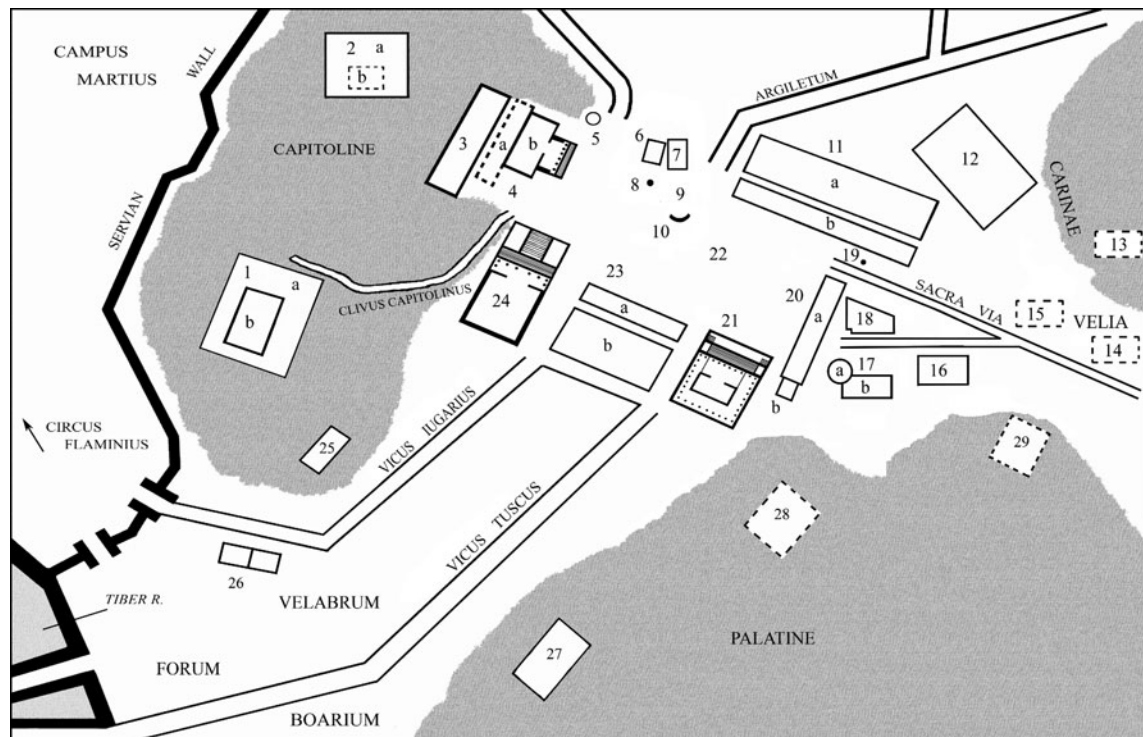 CAMPUS
MARTIUS
SERVIAN WALL
2 a
b
CAPITOLINE
3
a
b
4
5
6
7
8
9
10
ARGILETUM
11
a
b
12
CARINAE
13
1
a
b
CLIVUS CAPITOLINUS
24
23
a
b
22
21
19
20
a
b
SACRA VIA
18
15
VELIA
14
a 17
b
16
CIRCUS
FLAMINIUS
25
VICUS IUGARIUS
VICUS TUSCUS
29
28
26
TIBER R.
VELABRUM
27
PALATINE
FORUM
BOARIUM